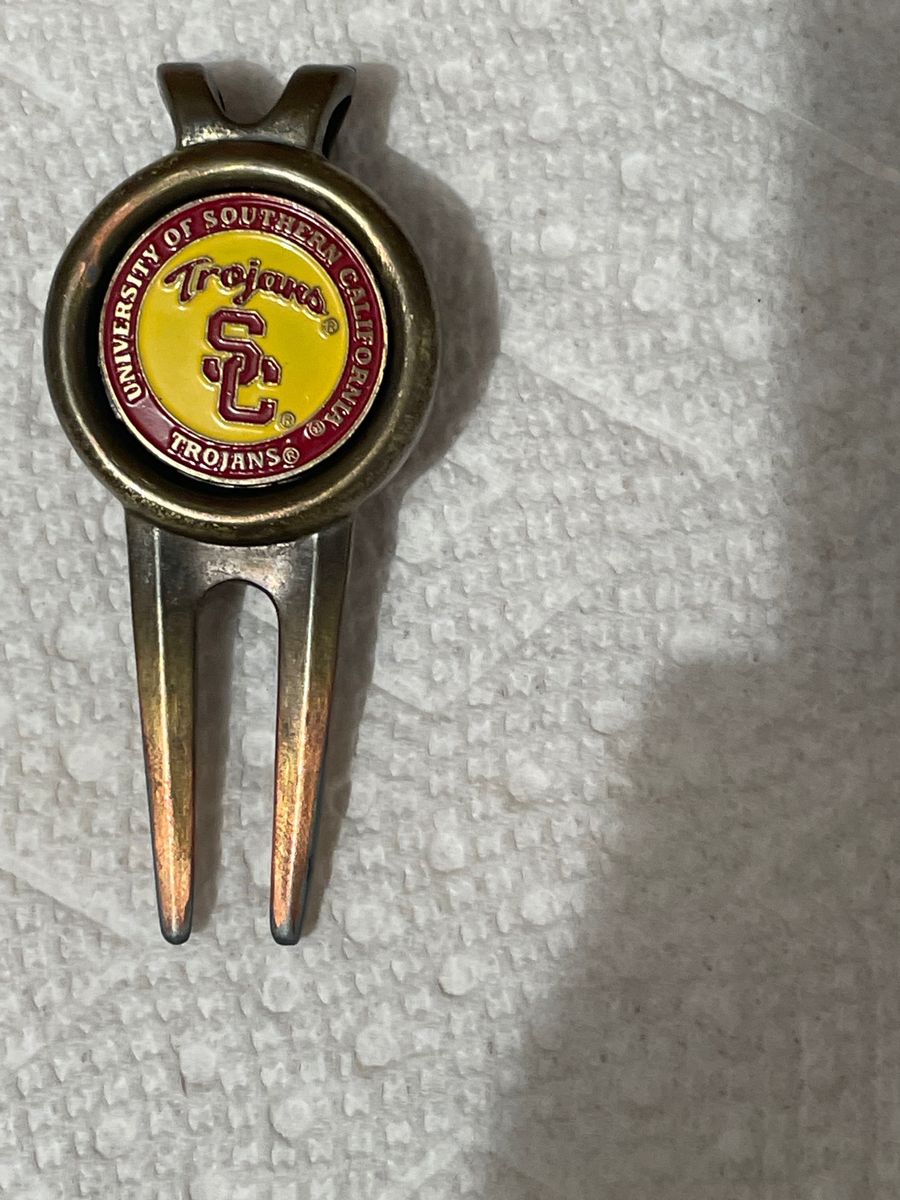 UNIVERSITY OF SOUTHERN CALIFORNIA ®
Trojans®
SC®
TROJANS®